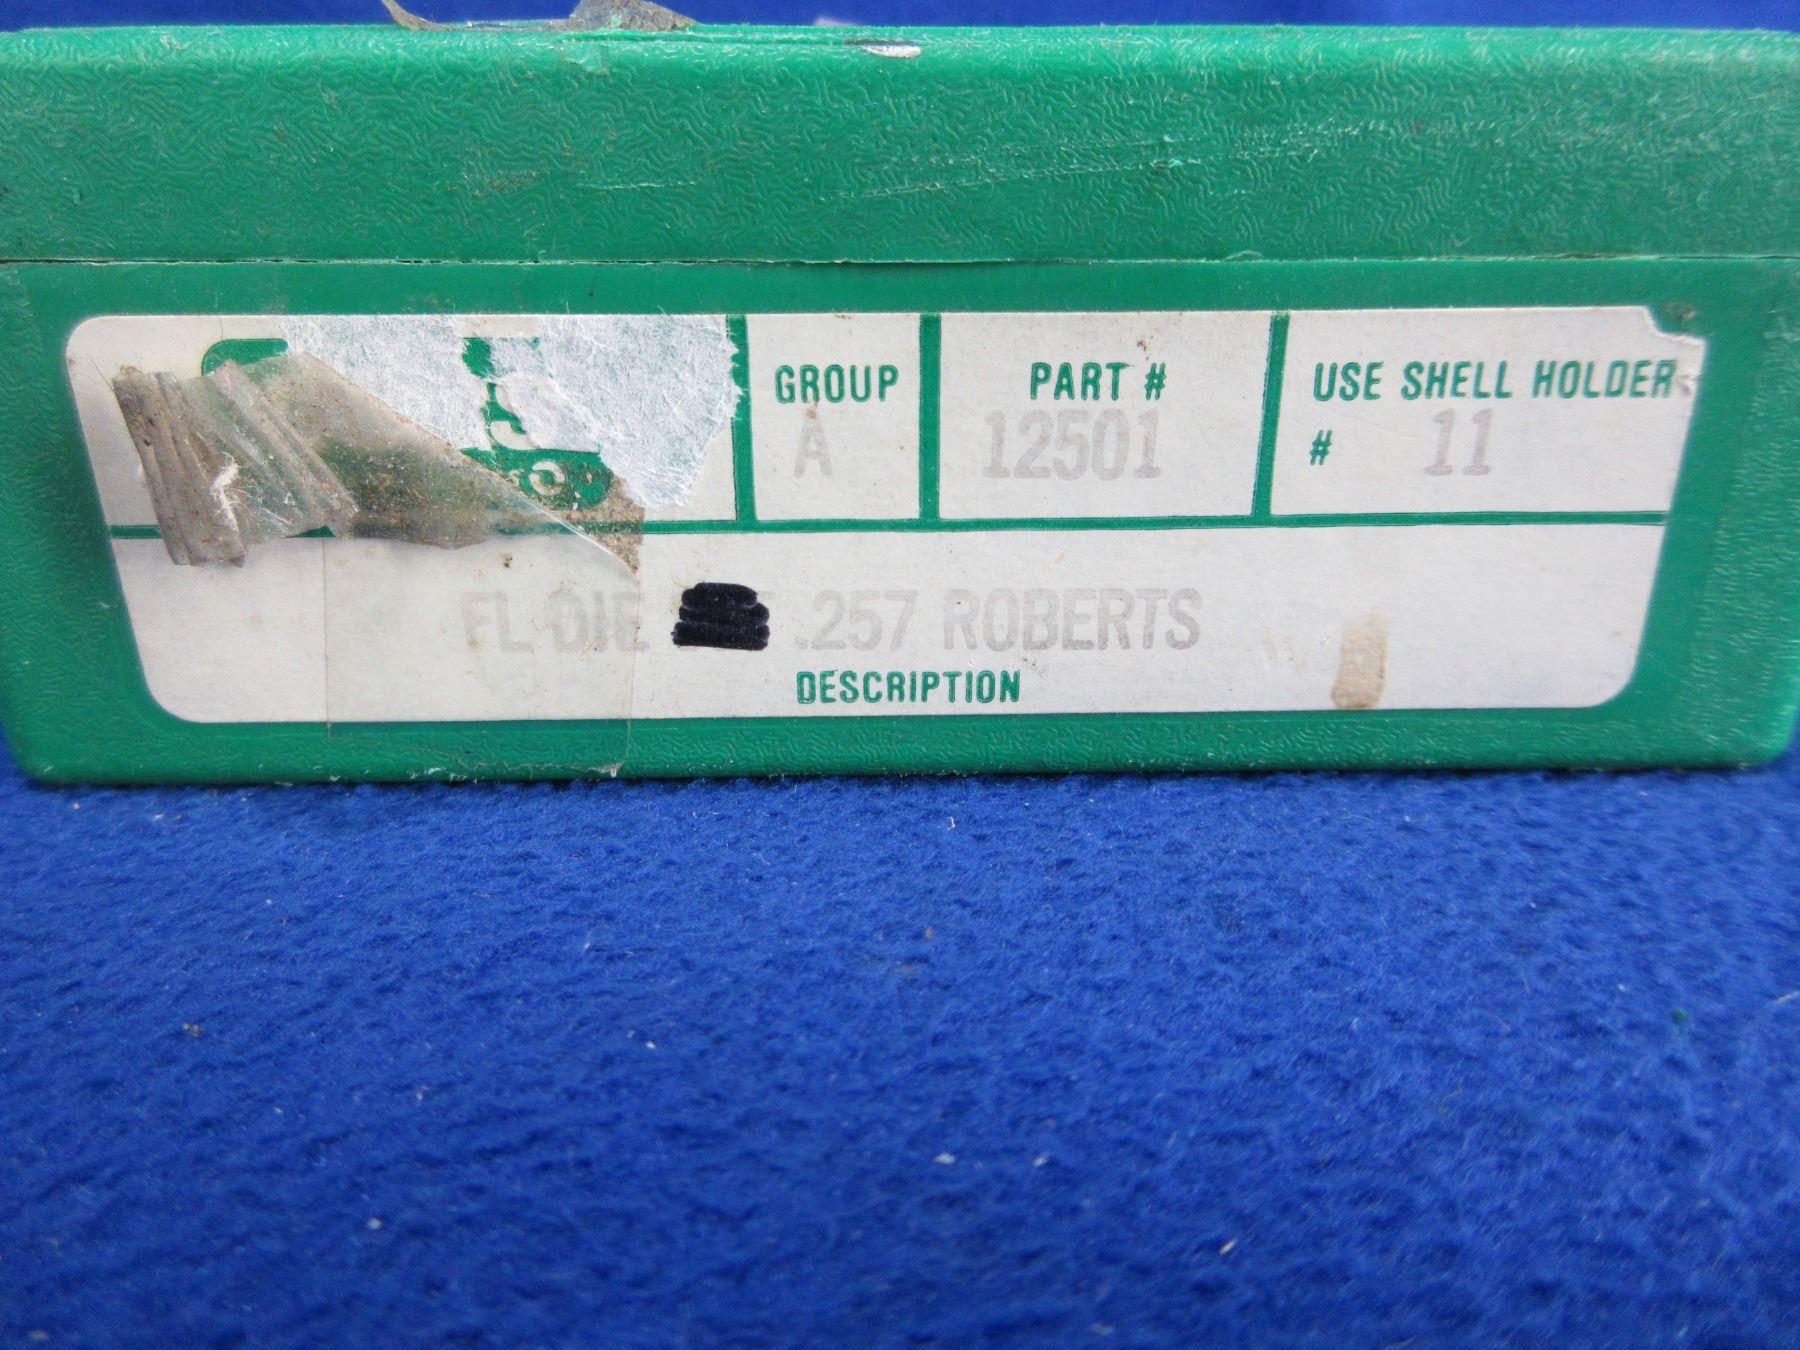 GROUP PART # USE SHELL HOLDER
A 12501 # 11
FL DIE .257 ROBERTS
DESCRIPTION